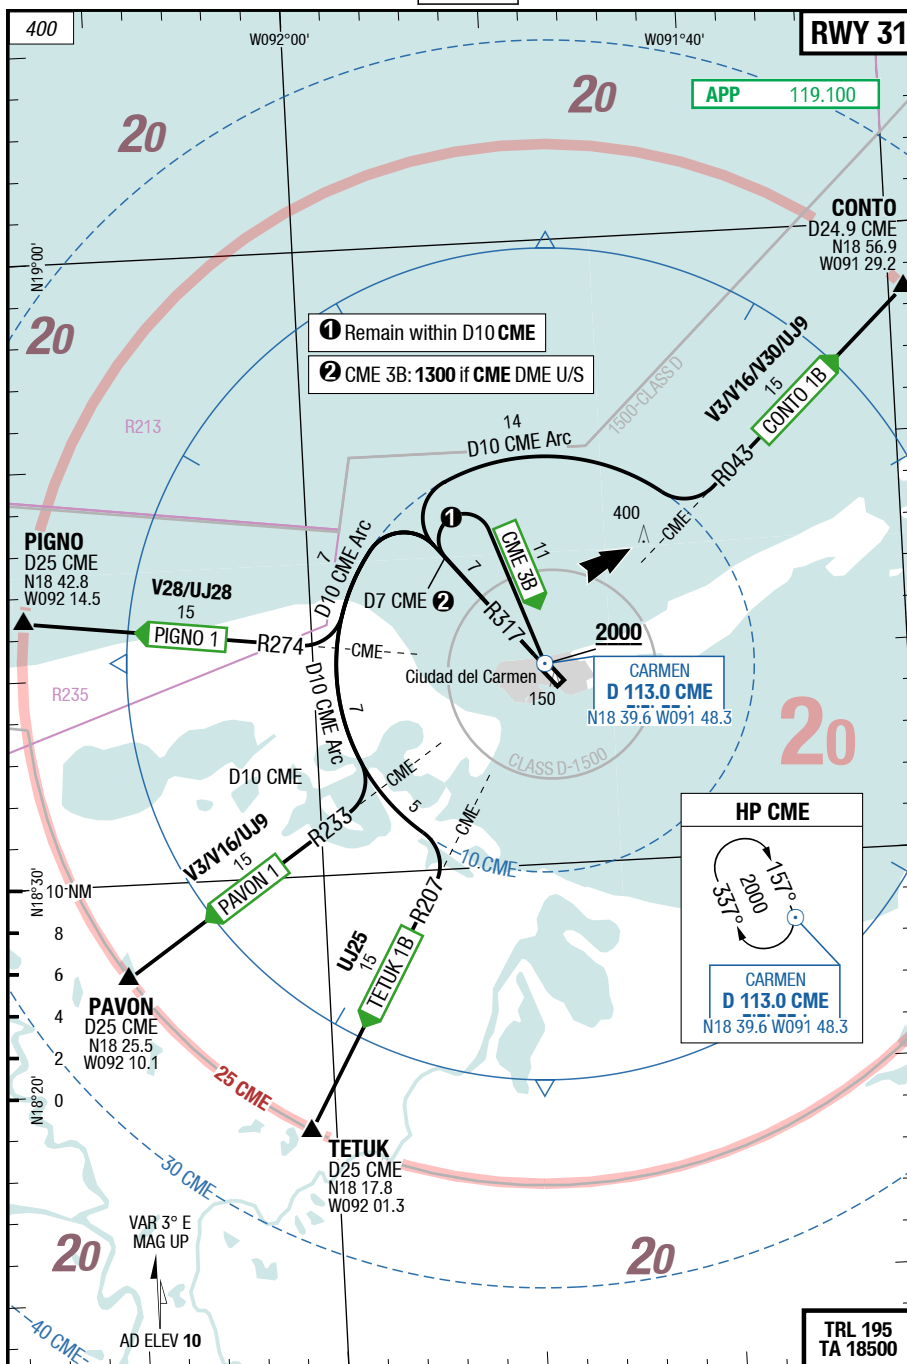 400
W092°00'
W091°40'
RWY 31
APP 119.100
20
20
CONTO
D24.9 CME
N18 56.9
W091 29.2
N19°00'
20
❶ Remain within D10 CME
❷ CME 3B: 1300 if CME DME U/S
V3/V16/V30/UJ9
15
CONTO 1B
1500-CLASS D
R213
14
D10 CME Arc
R043
CME
400
❶
11
CME 3B
PIGNO
D25 CME
N18 42.8
W092 14.5
V28/UJ28
15
PIGNO 1
R274
CME
7
D10 CME Arc
7
D7 CME ❷
R317
2000
Ciudad del Carmen
150
CARMEN
D 113.0 CME
N18 39.6 W091 48.3
R235
D10 CME Arc
7
CLASS D-1500
20
D10 CME
CME
5
CME
R233
V3/V16/UJ9
15
PAVON 1
10 CME
R207
UJ25
15
TETUK 1B
HP CME
157°
2000
337°
CARMEN
D 113.0 CME
N18 39.6 W091 48.3
N18°30'
10 NM
8
6
4
2
0
N18°20'
PAVON
D25 CME
N18 25.5
W092 10.1
25 CME
TETUK
D25 CME
N18 17.8
W092 01.3
30 CME
VAR 3° E
MAG UP
20
20
AD ELEV 10
40 CME
TRL 195
TA 18500